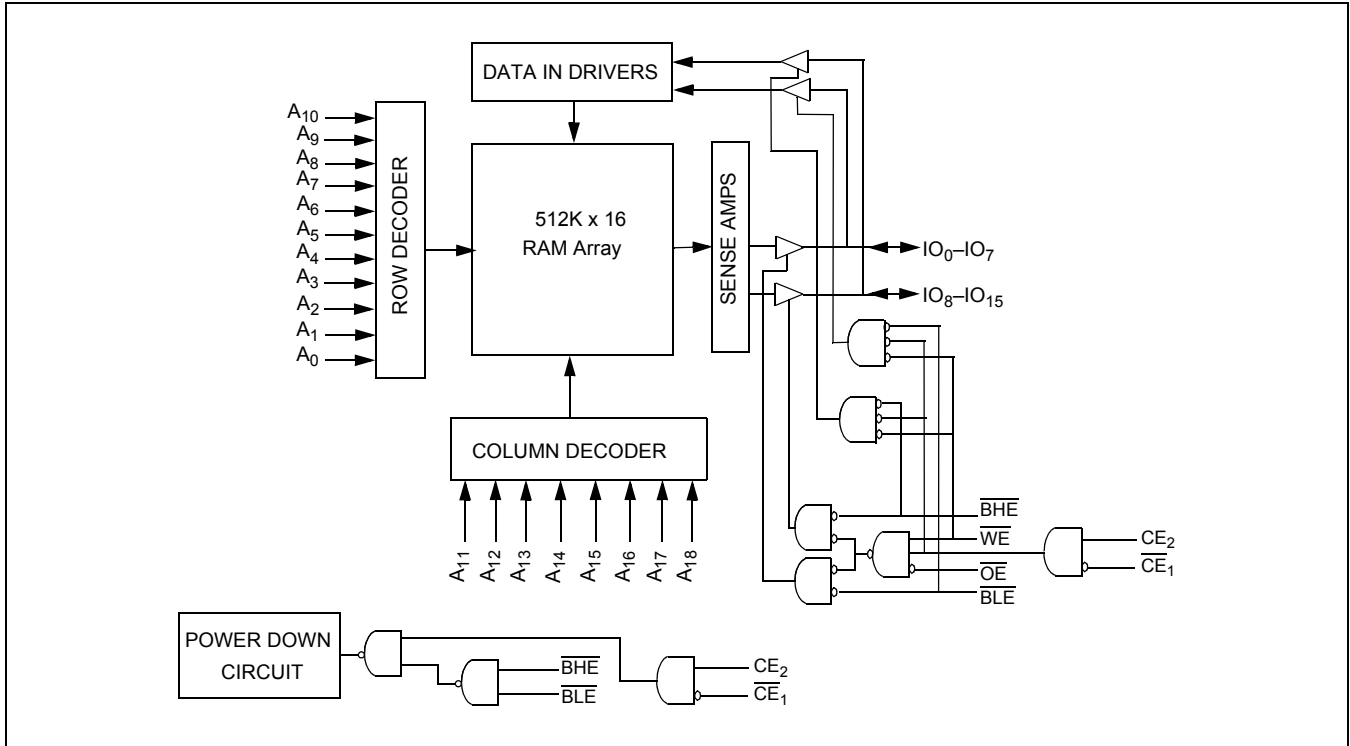 DATA IN DRIVERS
A10
A9
A8
A7
A6
A5
A4
A3
A2
A1
A0
ROW DECODER
512K x 16
RAM Array
SENSE AMPS
IO0–IO7
IO8–IO15
COLUMN DECODER
A11
A12
A13
A14
A15
A16
A17
A18
BHE
WE
OE
BLE
CE2
CE1
POWER DOWN
CIRCUIT
BHE
BLE
CE2
CE1